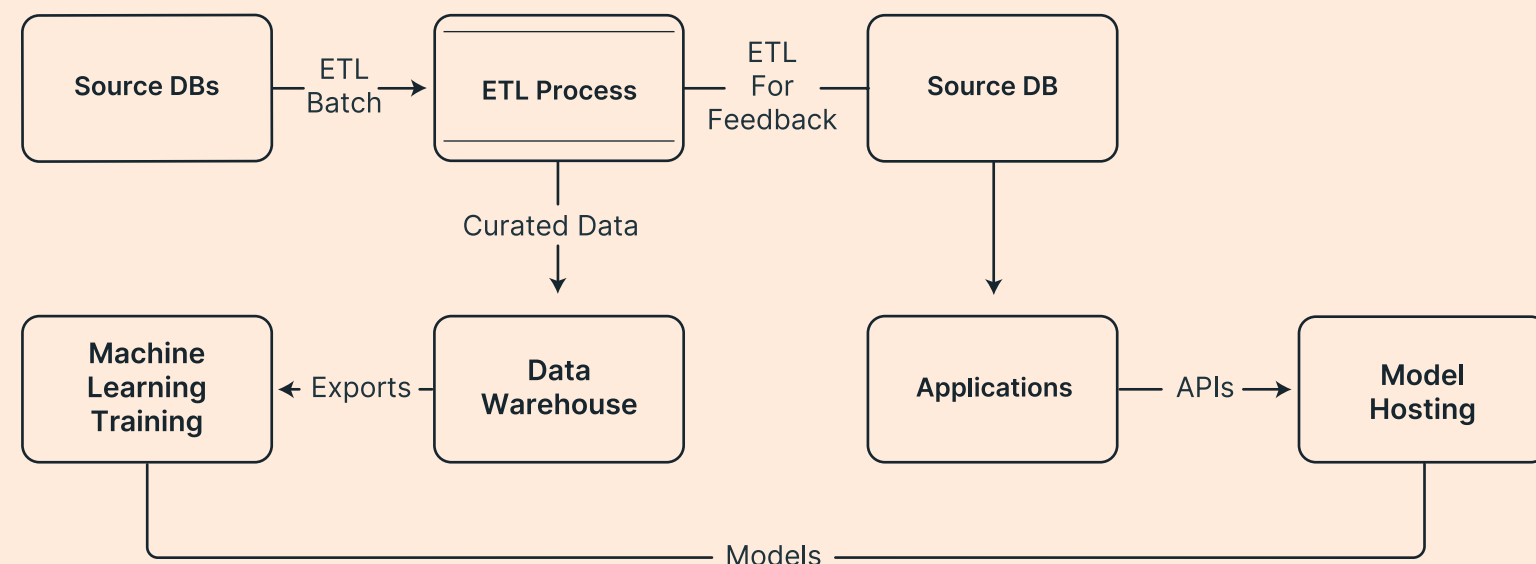 Source DBs
ETL
Batch
ETL Process
ETL
For
Feedback
Source DB
Curated Data
Machine
Learning
Training
Exports
Data
Warehouse
Applications
APIs
Model
Hosting
Models